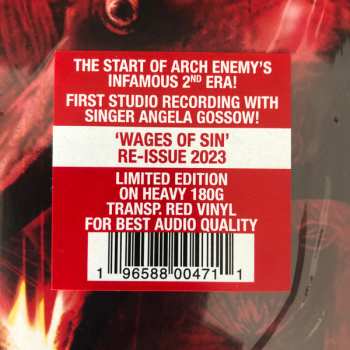 THE START OF ARCH ENEMY'S
INFAMOUS 2ND ERA!
FIRST STUDIO RECORDING WITH
SINGER ANGELA GOSSOW!
'WAGES OF SIN'
RE-ISSUE 2023
LIMITED EDITION
ON HEAVY 180G
TRANSP. RED VINYL
FOR BEST AUDIO QUALITY
1 96588 00471 1